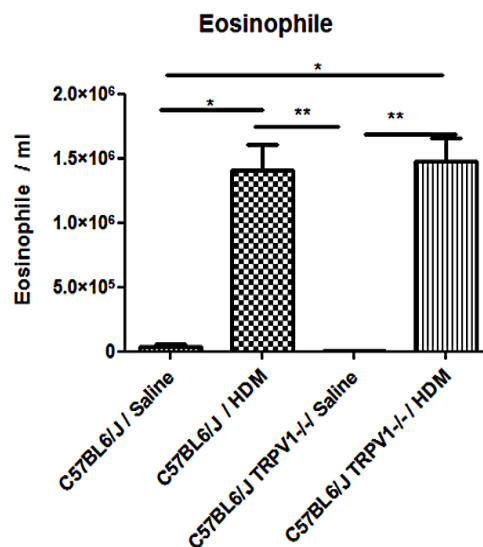 Eosinophile
*
2.0×10⁶
*
**
**
1.5×10⁶
1.0×10⁶
5.0×10⁵
0
Eosinophile / ml
C57BL6/J / Saline
C57BL6/J / HDM
C57BL6/J TRPV1-/-/ Saline
C57BL6/J TRPV1-/- / HDM